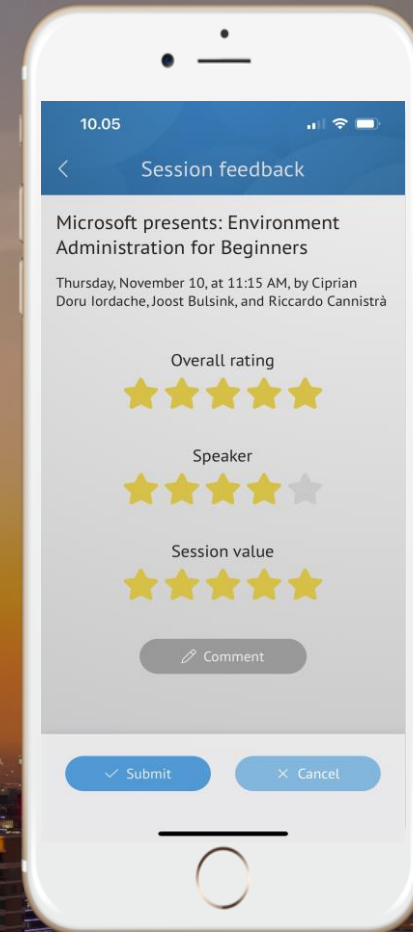 10.05
Session feedback
Microsoft presents: Environment
Administration for Beginners
Thursday, November 10, at 11:15 AM, by Ciprian
Doru Iordache, Joost Bulsink, and Riccardo Cannistrà
Overall rating
Speaker
Session value
Comment
Submit
Cancel